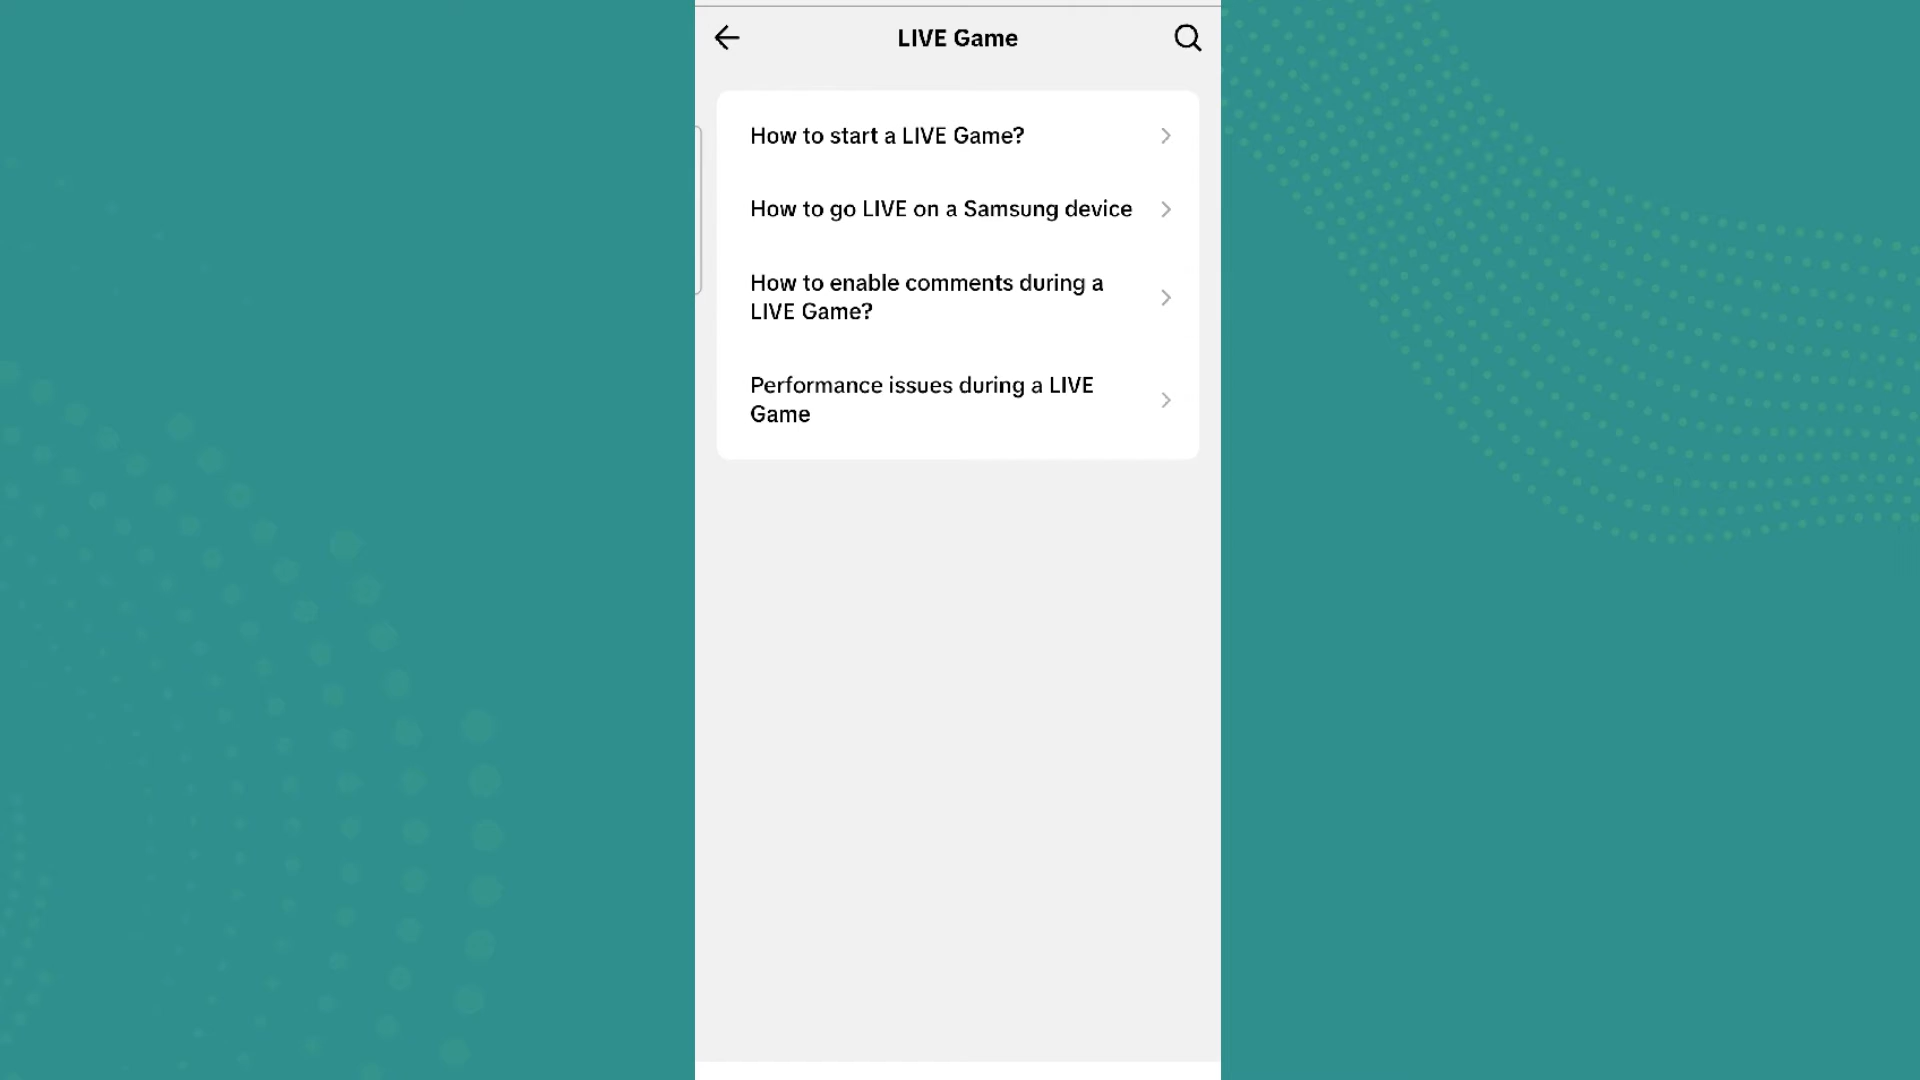 LIVE Game
How to start a LIVE Game?
How to go LIVE on a Samsung device
How to enable comments during a
LIVE Game?
Performance issues during a LIVE
Game